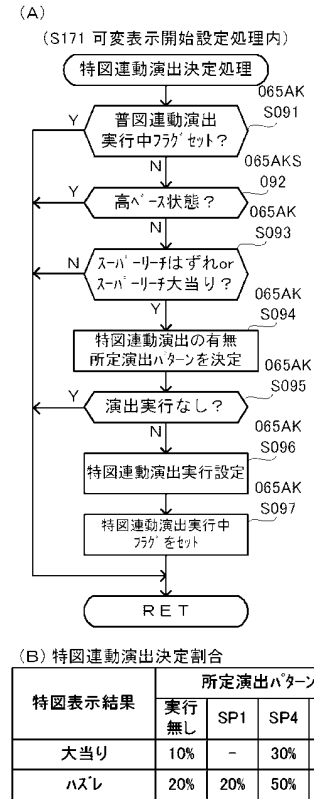 (A)
(S171 可変表示開始設定処理内)
特図連動演出決定処理
065AK
S091
Y
普図連動演出
実行中フラグセット?
N
065AKS
092
Y
高ベース状態?
N
065AK
S093
N
スーパーリーチはずれor
スーパーリーチ大当り?
Y
065AK
S094
特図連動演出の有無
所定演出パターンを決定
065AK
S095
Y
演出実行なし?
N
065AK
S096
特図連動演出実行設定
065AK
S097
特図連動演出実行中
フラグをセット
RET
(B) 特図連動演出決定割合
特図表示結果 所定演出パターン
実行無し SP1 SP4
大当り 10% - 30%
ハズレ 20% 20% 50%